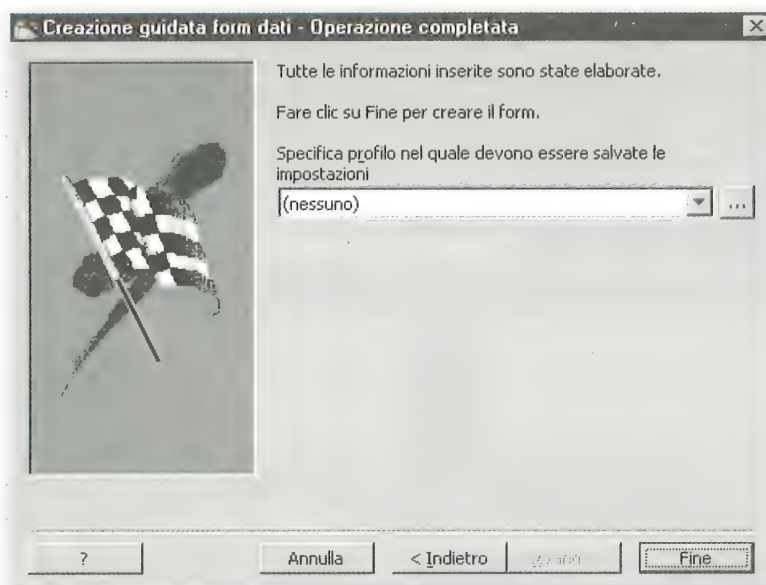 Creazione guidata form dati - Operazione completata
Tutte le informazioni inserite sono state elaborate.
Fare clic su Fine per creare il form.
Specifica profilo nel quale devono essere salvate le
impostazioni
(nessuno)
...
?
Annulla
< Indietro
Fine